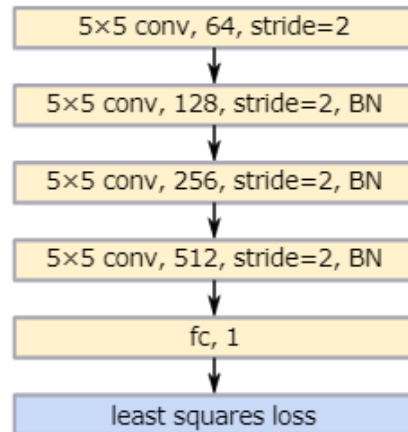 5×5 conv, 64, stride=2
5×5 conv, 128, stride=2, BN
5×5 conv, 256, stride=2, BN
5×5 conv, 512, stride=2, BN
fc, 1
least squares loss